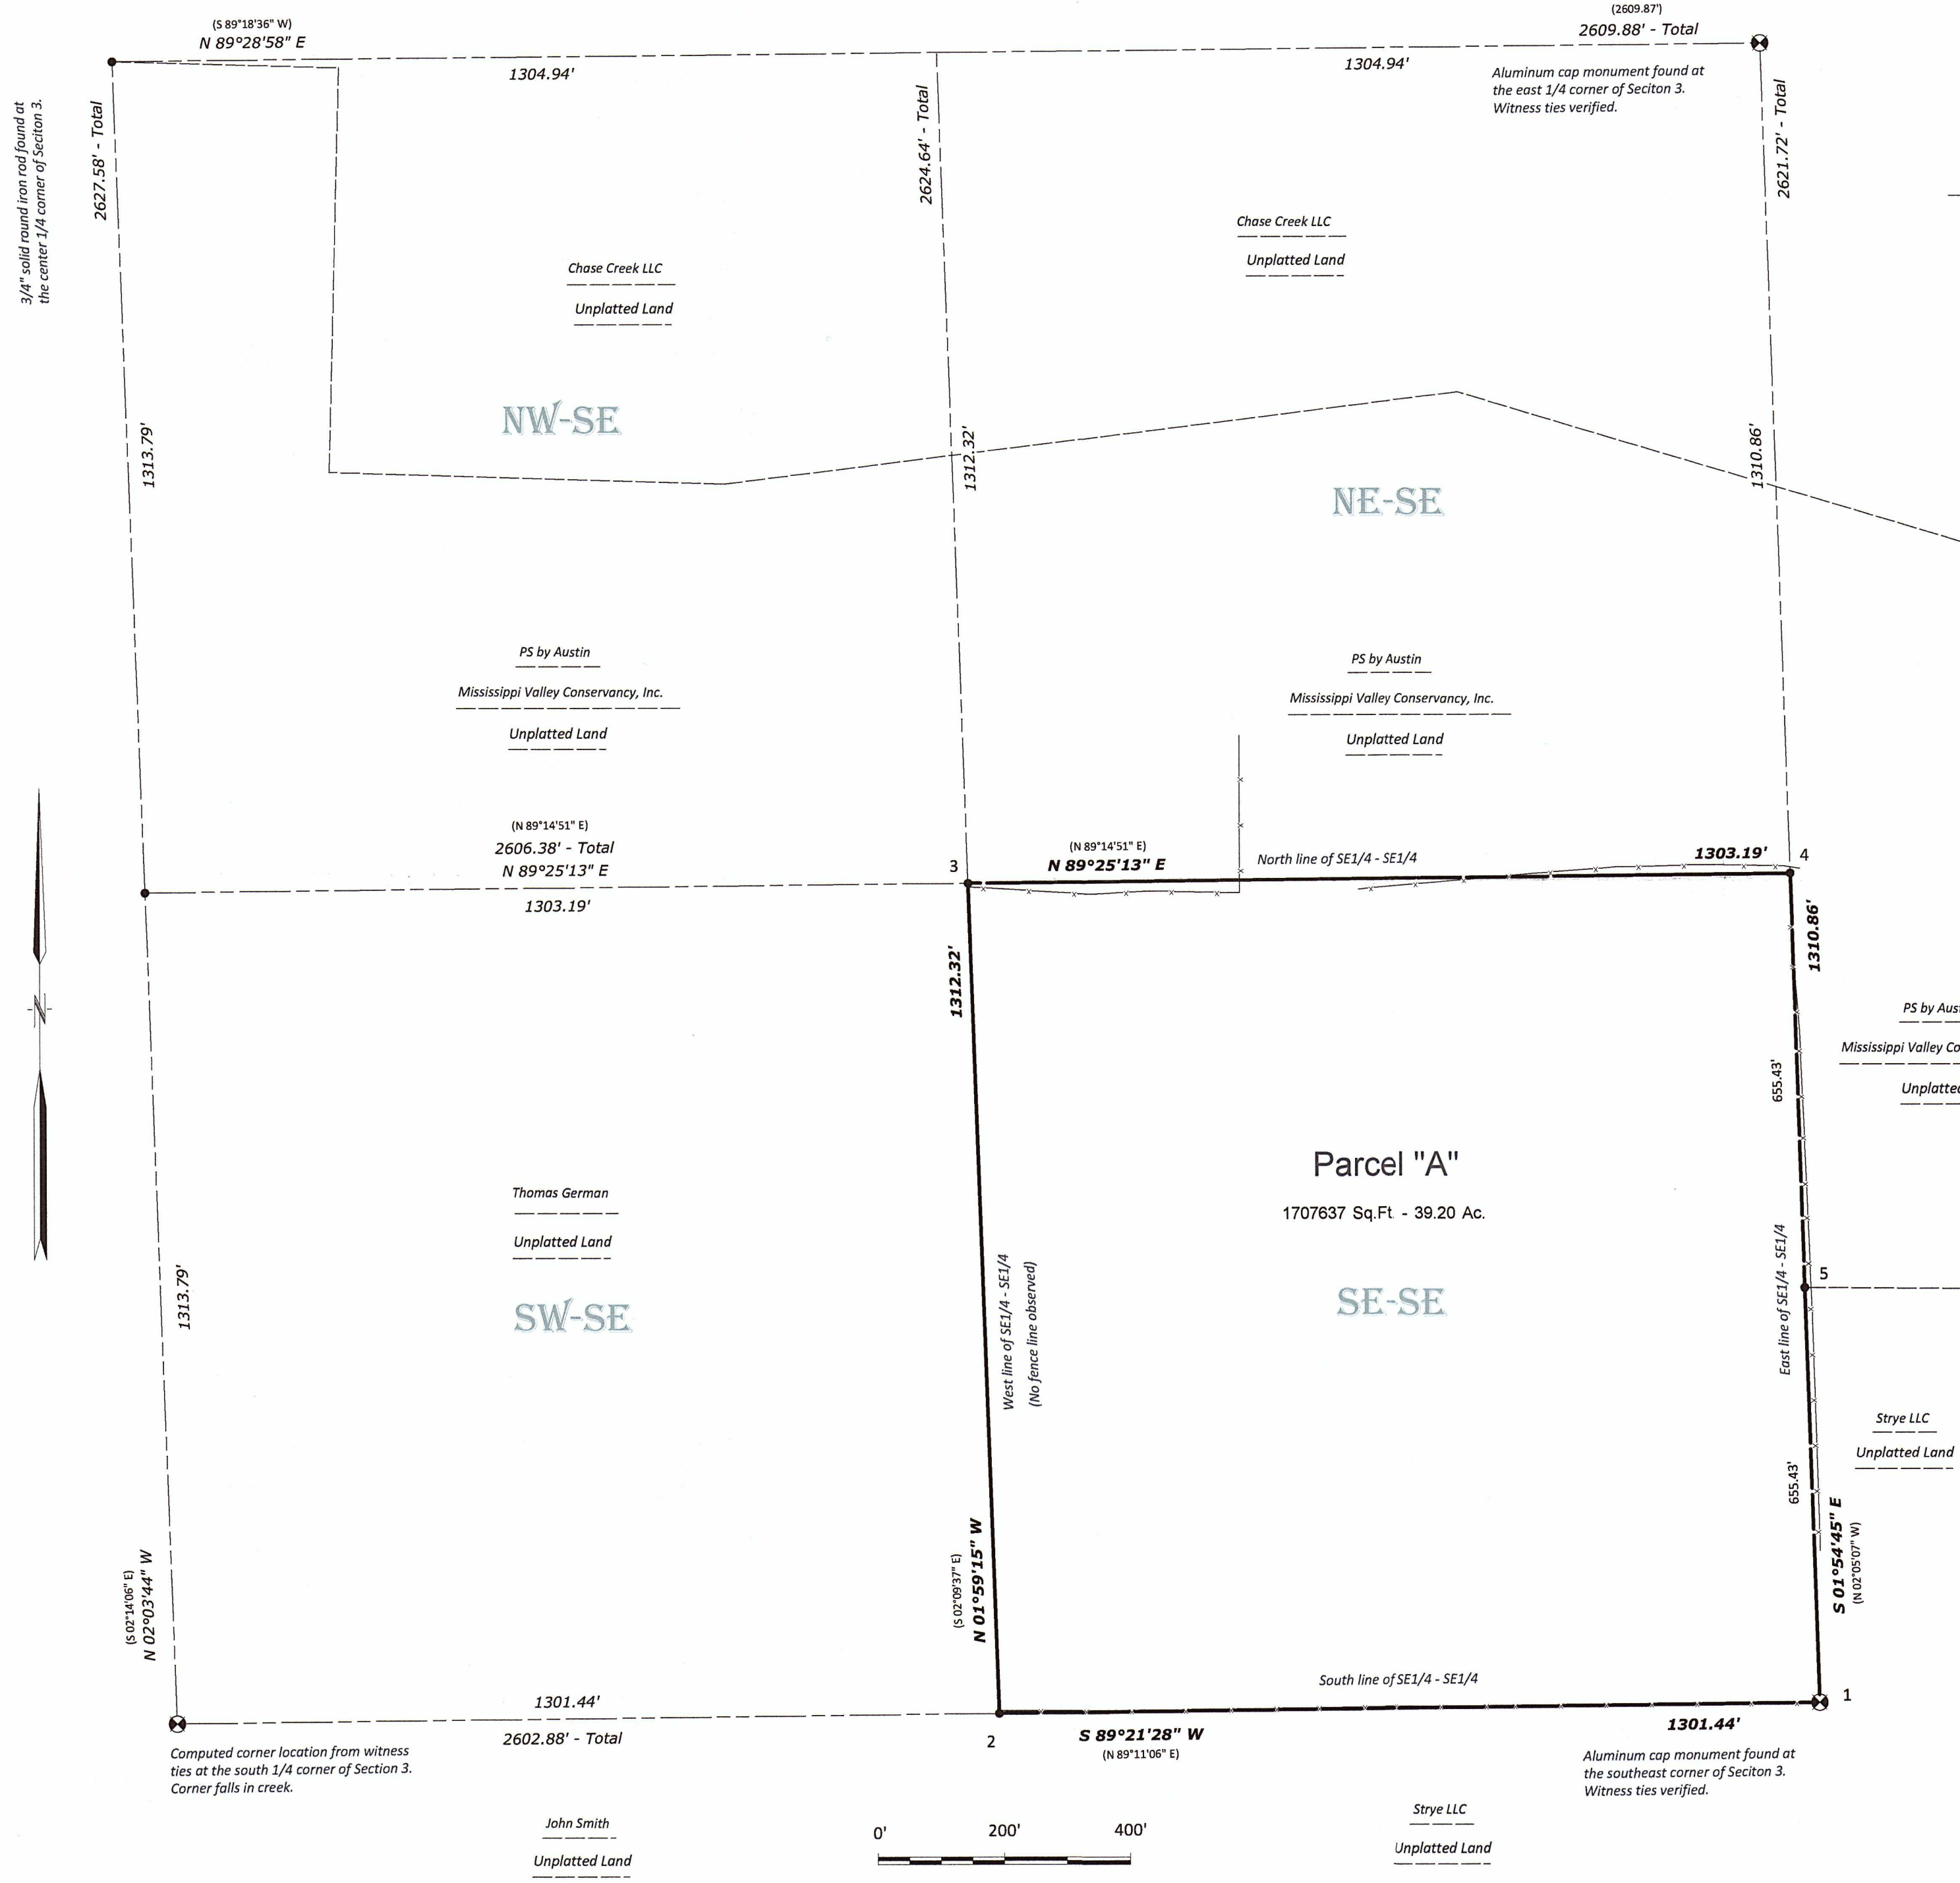 (S 89°18'36" W)
N 89°28'58" E
(2609.87')
2609.88' - Total
1304.94'
1304.94'
Aluminum cap monument found at
the east 1/4 corner of Seciton 3.
Witness ties verified.
3/4" solid round iron rod found at
the center 1/4 corner of Seciton 3.
2627.58' - Total
2624.64' - Total
2621.72' - Total
Chase Creek LLC
Unplatted Land
Chase Creek LLC
Unplatted Land
NW-SE
1313.79'
1312.32'
1310.86'
NE-SE
PS by Austin
Mississippi Valley Conservancy, Inc.
Unplatted Land
PS by Austin
Mississippi Valley Conservancy, Inc.
Unplatted Land
(N 89°14'51" E)
2606.38' - Total
N 89°25'13" E
1303.19'
3
(N 89°14'51" E)
N 89°25'13" E
North line of SE1/4 - SE1/4
1303.19'
4
1312.32'
1310.86'
N
PS by Aus
Mississippi Valley Co
Unplatted
655.43'
Parcel "A"
1707637 Sq.Ft. - 39.20 Ac.
Thomas German
Unplatted Land
SW-SE
1313.79'
West line of SE1/4 - SE1/4
(No fence line observed)
SE-SE
East line of SE1/4 - SE1/4
5
Strye LLC
Unplatted Land
655.43'
(S 02°14'06" E)
N 02°03'44" W
(S 02°09'37" E)
N 01°59'15" W
S 01°54'45" E
(N 02°05'07" W)
1301.44'
2602.88' - Total
South line of SE1/4 - SE1/4
1
2
S 89°21'28" W
(N 89°11'06" E)
1301.44'
Computed corner location from witness
ties at the south 1/4 corner of Section 3.
Corner falls in creek.
Aluminum cap monument found at
the southeast corner of Seciton 3.
Witness ties verified.
John Smith
Unplatted Land
0' 200' 400'
Strye LLC
Unplatted Land